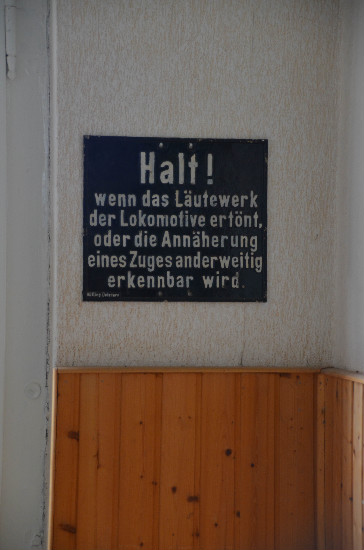 Halt!
wenn das Läutewerk
der Lokomotive ertönt,
oder die Annäherung
eines Zuges anderweitig
erkennbar wird.